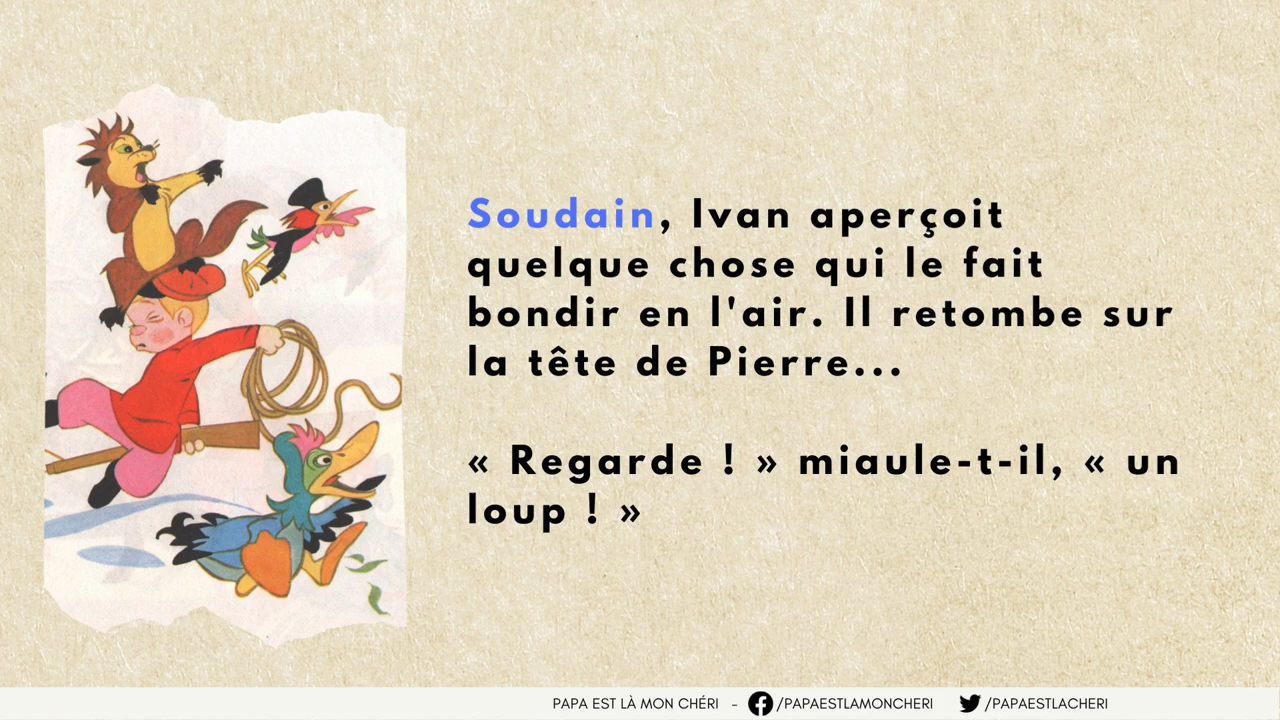 Soudain, Ivan aperçoit
quelque chose qui le fait
bondir en l'air. Il retombe sur
la tête de Pierre...
« Regarde ! » miaule-t-il, « un
loup ! »
PAPA EST LÀ MON CHÉRI - /PAPAESTLAMONCHERI /PAPAESTLACHERI